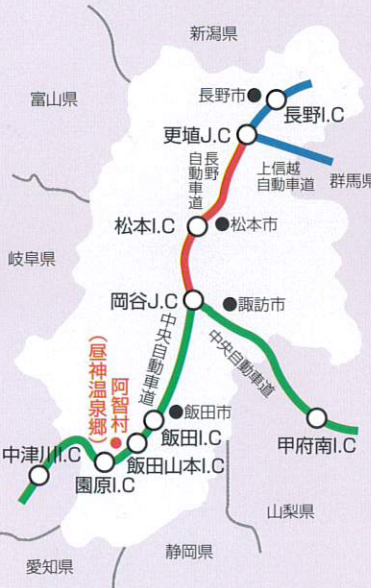 新潟県
富山県
長野市
長野I.C
更埴J.C
長野
自動車道
上信越
自動車道
群馬県
松本I.C
松本市
岐阜県
岡谷J.C
諏訪市
中央自動車道
中央自動車道
阿智村
(昼神温泉郷)
飯田市
飯田I.C
飯田山本I.C
中津川I.C
園原I.C
甲府南I.C
山梨県
静岡県
愛知県